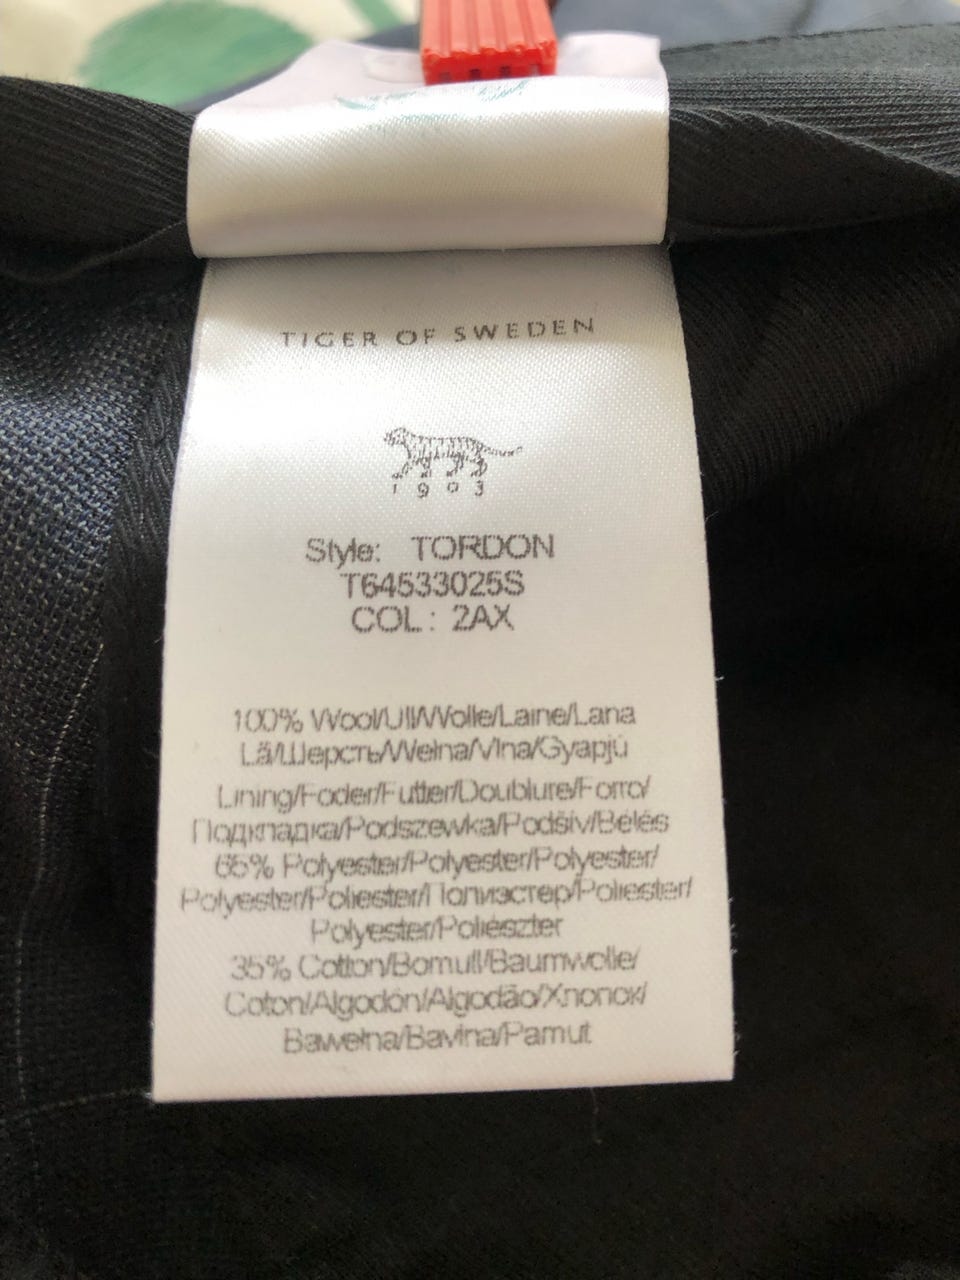 TIGER OF SWEDEN
1903
Style: TORDON
T64533025S
COL: 2AX
100% Wool/Ull/Wolle/Laine/Lana
Lã/Шерсть/Wełna/Vlna/Gyapjú
Lining/Foder/Futter/Doublure/Forro/
Подкладка/Podszewka/Podšív/Bélés
65% Polyester/Polyester/Polyester/
Polyester/Poliester/Полиэстер/Poliester/
Polyester/Poliészter
35% Cotton/Bomull/Baumwolle/
Coton/Algodón/Algodão/Хлопок/
Bawełna/Bavlna/Pamut